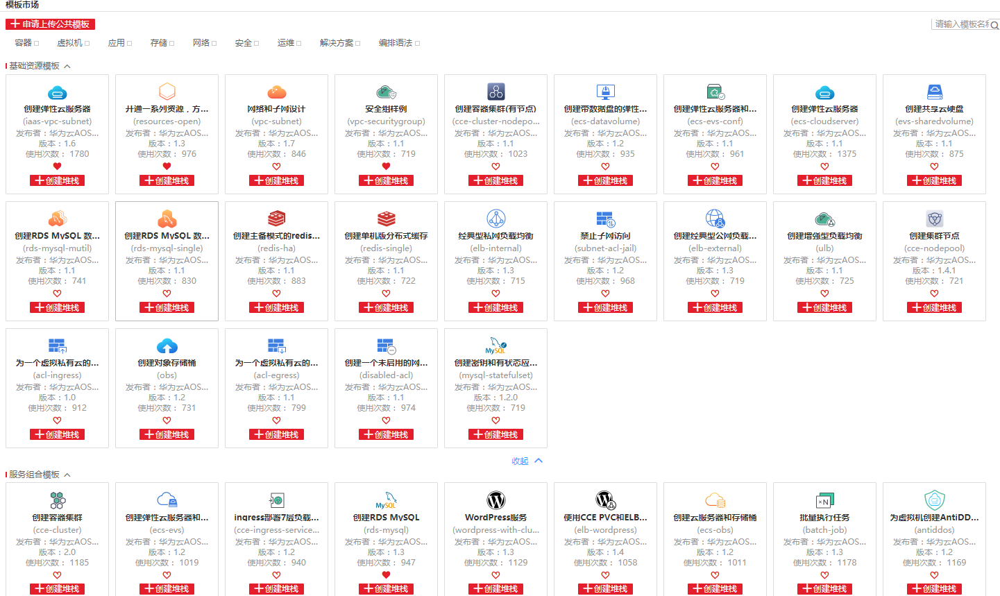 模板市场
申请上传公共模板
请输入模板名称
容器 虚拟机 应用 存储 网络 安全 运维 解决方案 编排语法
基础资源模板
创建弹性云服务器
(iaas-vpc-subnet)
发布者：华为云AOS...
版本：1.6
使用次数： 1780
创建堆栈
开通一系列资源，方...
(resources-open)
发布者：华为云AOS...
版本：1.3
使用次数： 976
创建堆栈
网络和子网设计
(vpc-subnet)
发布者：华为云AOS...
版本：1.7
使用次数： 846
创建堆栈
安全组样例
(vpc-securitygroup)
发布者：华为云AOS...
版本：1.1
使用次数： 719
创建堆栈
创建容器集群(有节点)
(cce-cluster-nodepo...
发布者：华为云AOS...
版本：1.1
使用次数： 1023
创建堆栈
创建带数据盘的弹性...
(ecs-datavolume)
发布者：华为云AOS...
版本：1.2
使用次数： 935
创建堆栈
创建弹性云服务器和...
(ecs-evs-conf)
发布者：华为云AOS...
版本：1.1
使用次数： 961
创建堆栈
创建弹性云服务器
(ecs-cloudserver)
发布者：华为云AOS...
版本：1.1
使用次数： 1375
创建堆栈
创建共享云硬盘
(evs-sharedvolume)
发布者：华为云AOS...
版本：1.1
使用次数： 875
创建堆栈
创建RDS MySQL 数...
(rds-mysql-mutil)
发布者：华为云AOS...
版本：1.1
使用次数： 741
创建堆栈
创建RDS MySQL 数...
(rds-mysql-single)
发布者：华为云AOS...
版本：1.1
使用次数： 830
创建堆栈
创建主备模式的redis...
(redis-ha)
发布者：华为云AOS...
版本：1.1
使用次数： 883
创建堆栈
创建单机版分布式缓存
(redis-single)
发布者：华为云AOS...
版本：1.1
使用次数： 722
创建堆栈
经典型私网负载均衡
(elb-internal)
发布者：华为云AOS...
版本：1.3
使用次数： 715
创建堆栈
禁止子网访问
(subnet-acl-jail)
发布者：华为云AOS...
版本：1.2
使用次数： 968
创建堆栈
创建经典型公网负载...
(elb-external)
发布者：华为云AOS...
版本：1.3
使用次数： 719
创建堆栈
创建增强型负载均衡
(ulb)
发布者：华为云AOS...
版本：1.1
使用次数： 725
创建堆栈
创建集群节点
(cce-nodepool)
发布者：华为云AOS...
版本：1.4.1
使用次数： 721
创建堆栈
为一个虚拟私有云的...
(acl-ingress)
发布者：华为云AOS...
版本：1.0
使用次数： 912
创建堆栈
创建对象存储桶
(obs)
发布者：华为云AOS...
版本：1.2
使用次数： 731
创建堆栈
为一个虚拟私有云的...
(acl-egress)
发布者：华为云AOS...
版本：1.1
使用次数： 799
创建堆栈
创建一个未启用的网...
(disabled-acl)
发布者：华为云AOS...
版本：1.1
使用次数： 974
创建堆栈
MySQL
创建密钥和有状态应...
(mysql-statefulset)
发布者：华为云AOS...
版本：1.2.0
使用次数： 719
创建堆栈
收起
服务组合模板
创建容器集群
(cce-cluster)
发布者：华为云AOS...
版本：2.0
使用次数： 1185
创建堆栈
创建弹性云服务器和...
(ecs-evs)
发布者：华为云AOS...
版本：1.2
使用次数： 1019
创建堆栈
ingress部署7层负载...
(cce-ingress-service...
发布者：华为云AOS...
版本：1.2
使用次数： 940
创建堆栈
MySQL
创建RDS MySQL
(rds-mysql)
发布者：华为云AOS...
版本：1.3
使用次数： 947
创建堆栈
WordPress服务
(wordpress-with-clu...
发布者：华为云AOS...
版本：1.3
使用次数： 1129
创建堆栈
使用CCE PVC和ELB...
(elb-wordpress)
发布者：华为云AOS...
版本：1.4
使用次数： 1058
创建堆栈
创建云服务器和存储桶
(ecs-obs)
发布者：华为云AOS...
版本：1.2
使用次数： 1011
创建堆栈
×N
批量执行任务
(batch-job)
发布者：华为云AOS...
版本：1.3
使用次数： 1178
创建堆栈
为虚拟机创建AntiDD...
(antiddos)
发布者：华为云AOS...
版本：1.2
使用次数： 1169
创建堆栈